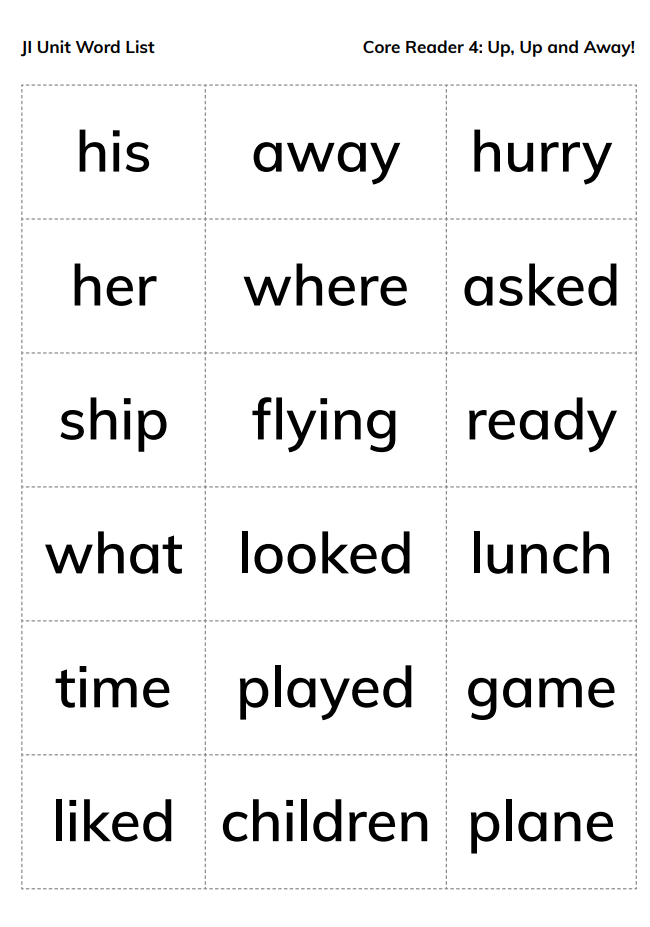 JI Unit Word List Core Reader 4: Up, Up and Away!
his away hurry
her where asked
ship flying ready
what looked lunch
time played game
liked children plane